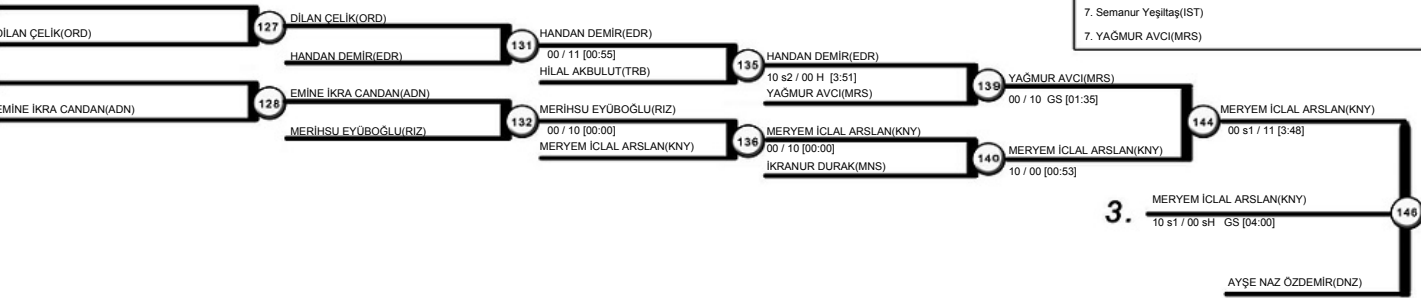 7. Semanur Yeşiltaş(IST)
7. YAĞMUR AVCI(MRS)
DİLAN ÇELİK(ORD)
127
DİLAN ÇELİK(ORD)
HANDAN DEMİR(EDR)
131
HANDAN DEMİR(EDR)
00 / 11 [00:55]
HİLAL AKBULUT(TRB)
135
HANDAN DEMİR(EDR)
10 s2 / 00 H [3:51]
YAĞMUR AVCI(MRS)
139
YAĞMUR AVCI(MRS)
00 / 10 GS [01:35]
EMİNE İKRA CANDAN(ADN)
128
EMİNE İKRA CANDAN(ADN)
MERİHSU EYÜBOĞLU(RIZ)
132
MERİHSU EYÜBOĞLU(RIZ)
00 / 10 [00:00]
MERYEM İCLAL ARSLAN(KNY)
136
MERYEM İCLAL ARSLAN(KNY)
00 / 10 [00:00]
İKRANUR DURAK(MNS)
140
MERYEM İCLAL ARSLAN(KNY)
10 / 00 [00:53]
144
MERYEM İCLAL ARSLAN(KNY)
00 s1 / 11 [3:48]
3.
MERYEM İCLAL ARSLAN(KNY)
10 s1 / 00 sH GS [04:00]
146
AYŞE NAZ ÖZDEMİR(DNZ)